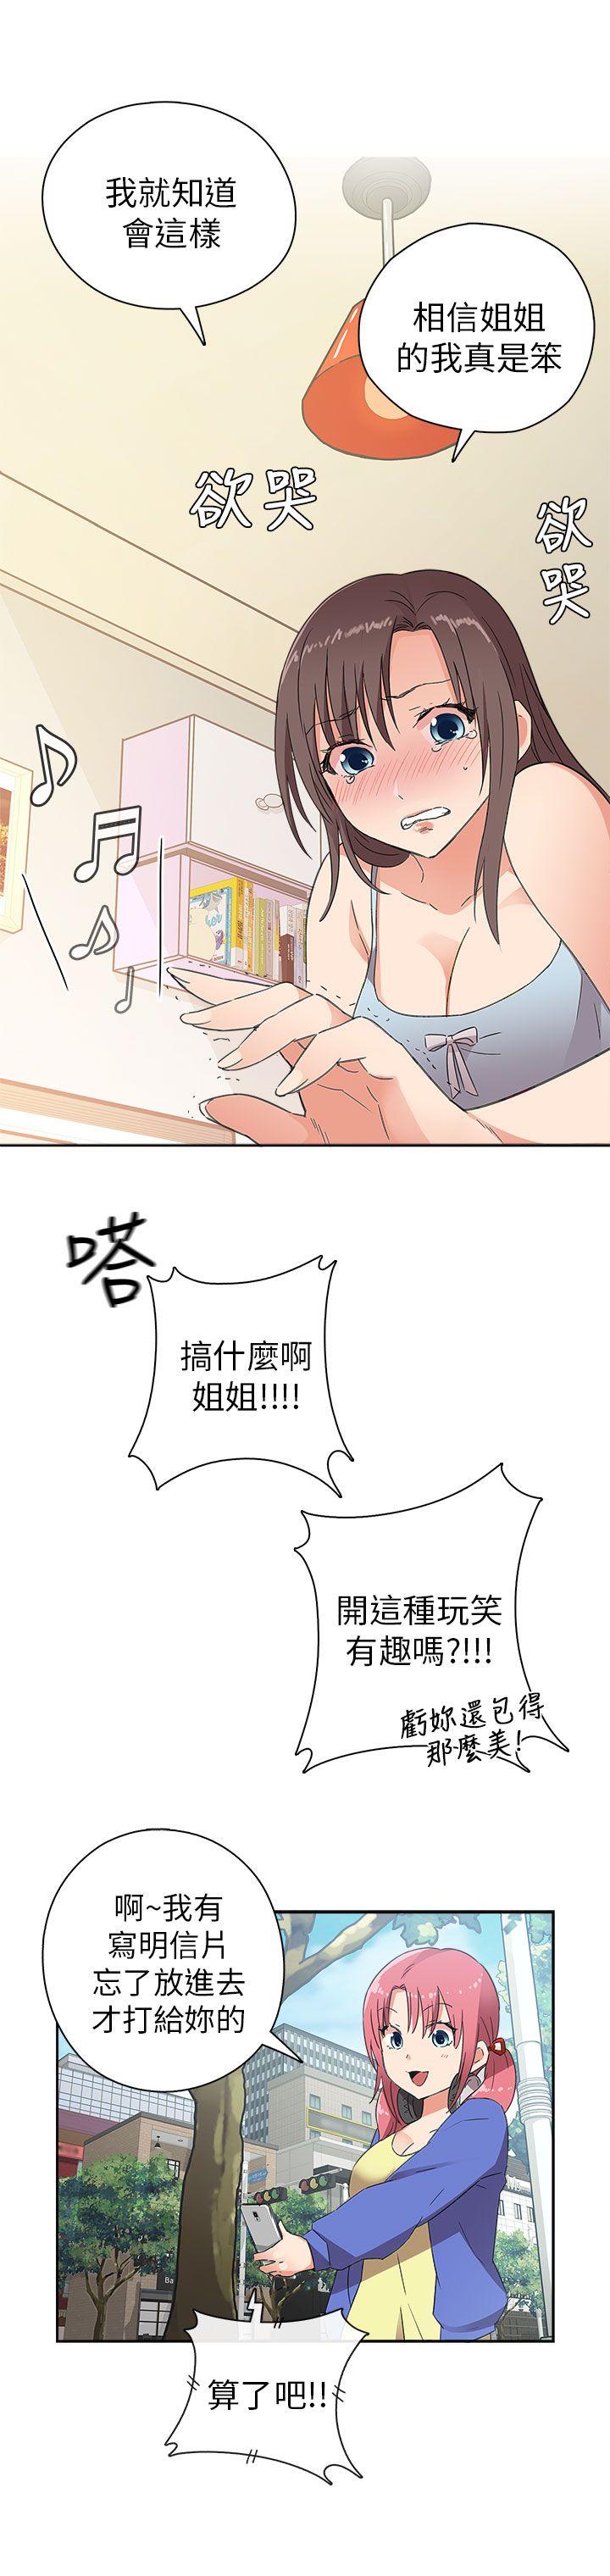 我就知道
會這樣
相信姐姐
的我真是笨
欲哭
欲哭
嗒
搞什麼啊
姐姐!!!!
開這種玩笑
有趣嗎?!!!
虧妳還包得
那麼美!
啊~我有
寫明信片
忘了放進去
才打給妳的
算了吧!!